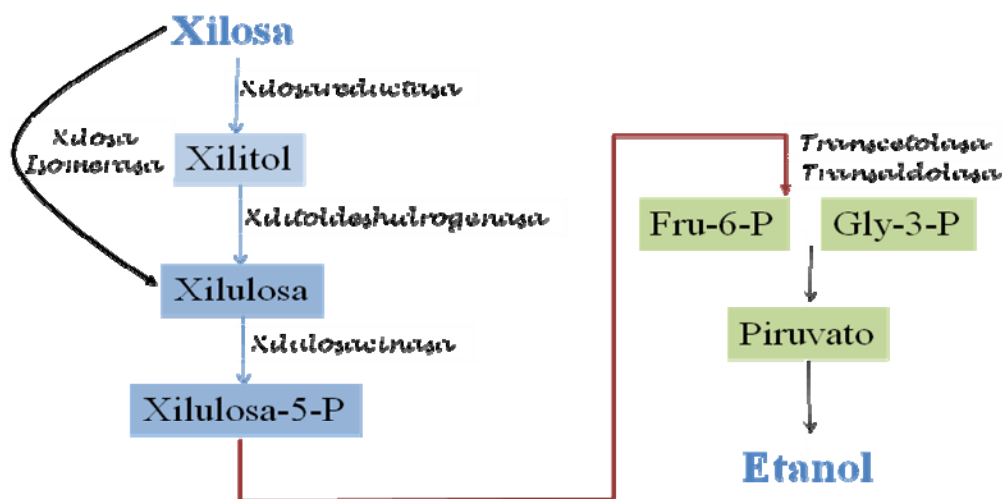 Xilosa
Xilosareductasa
Xilosa
Isomerasa
Xilitol
Xilitoldeshidrogenasa
Xilulosa
Xilulosacinasa
Xilulosa-5-P
Transcetolasa
Transaldolasa
Fru-6-P
Gly-3-P
Piruvato
Etanol